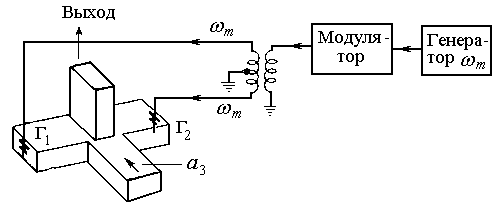 Выход
ω_m
Модуля-
тор
Генера-
тор ω_m
ω_m
Г_1
Г_2
a_3